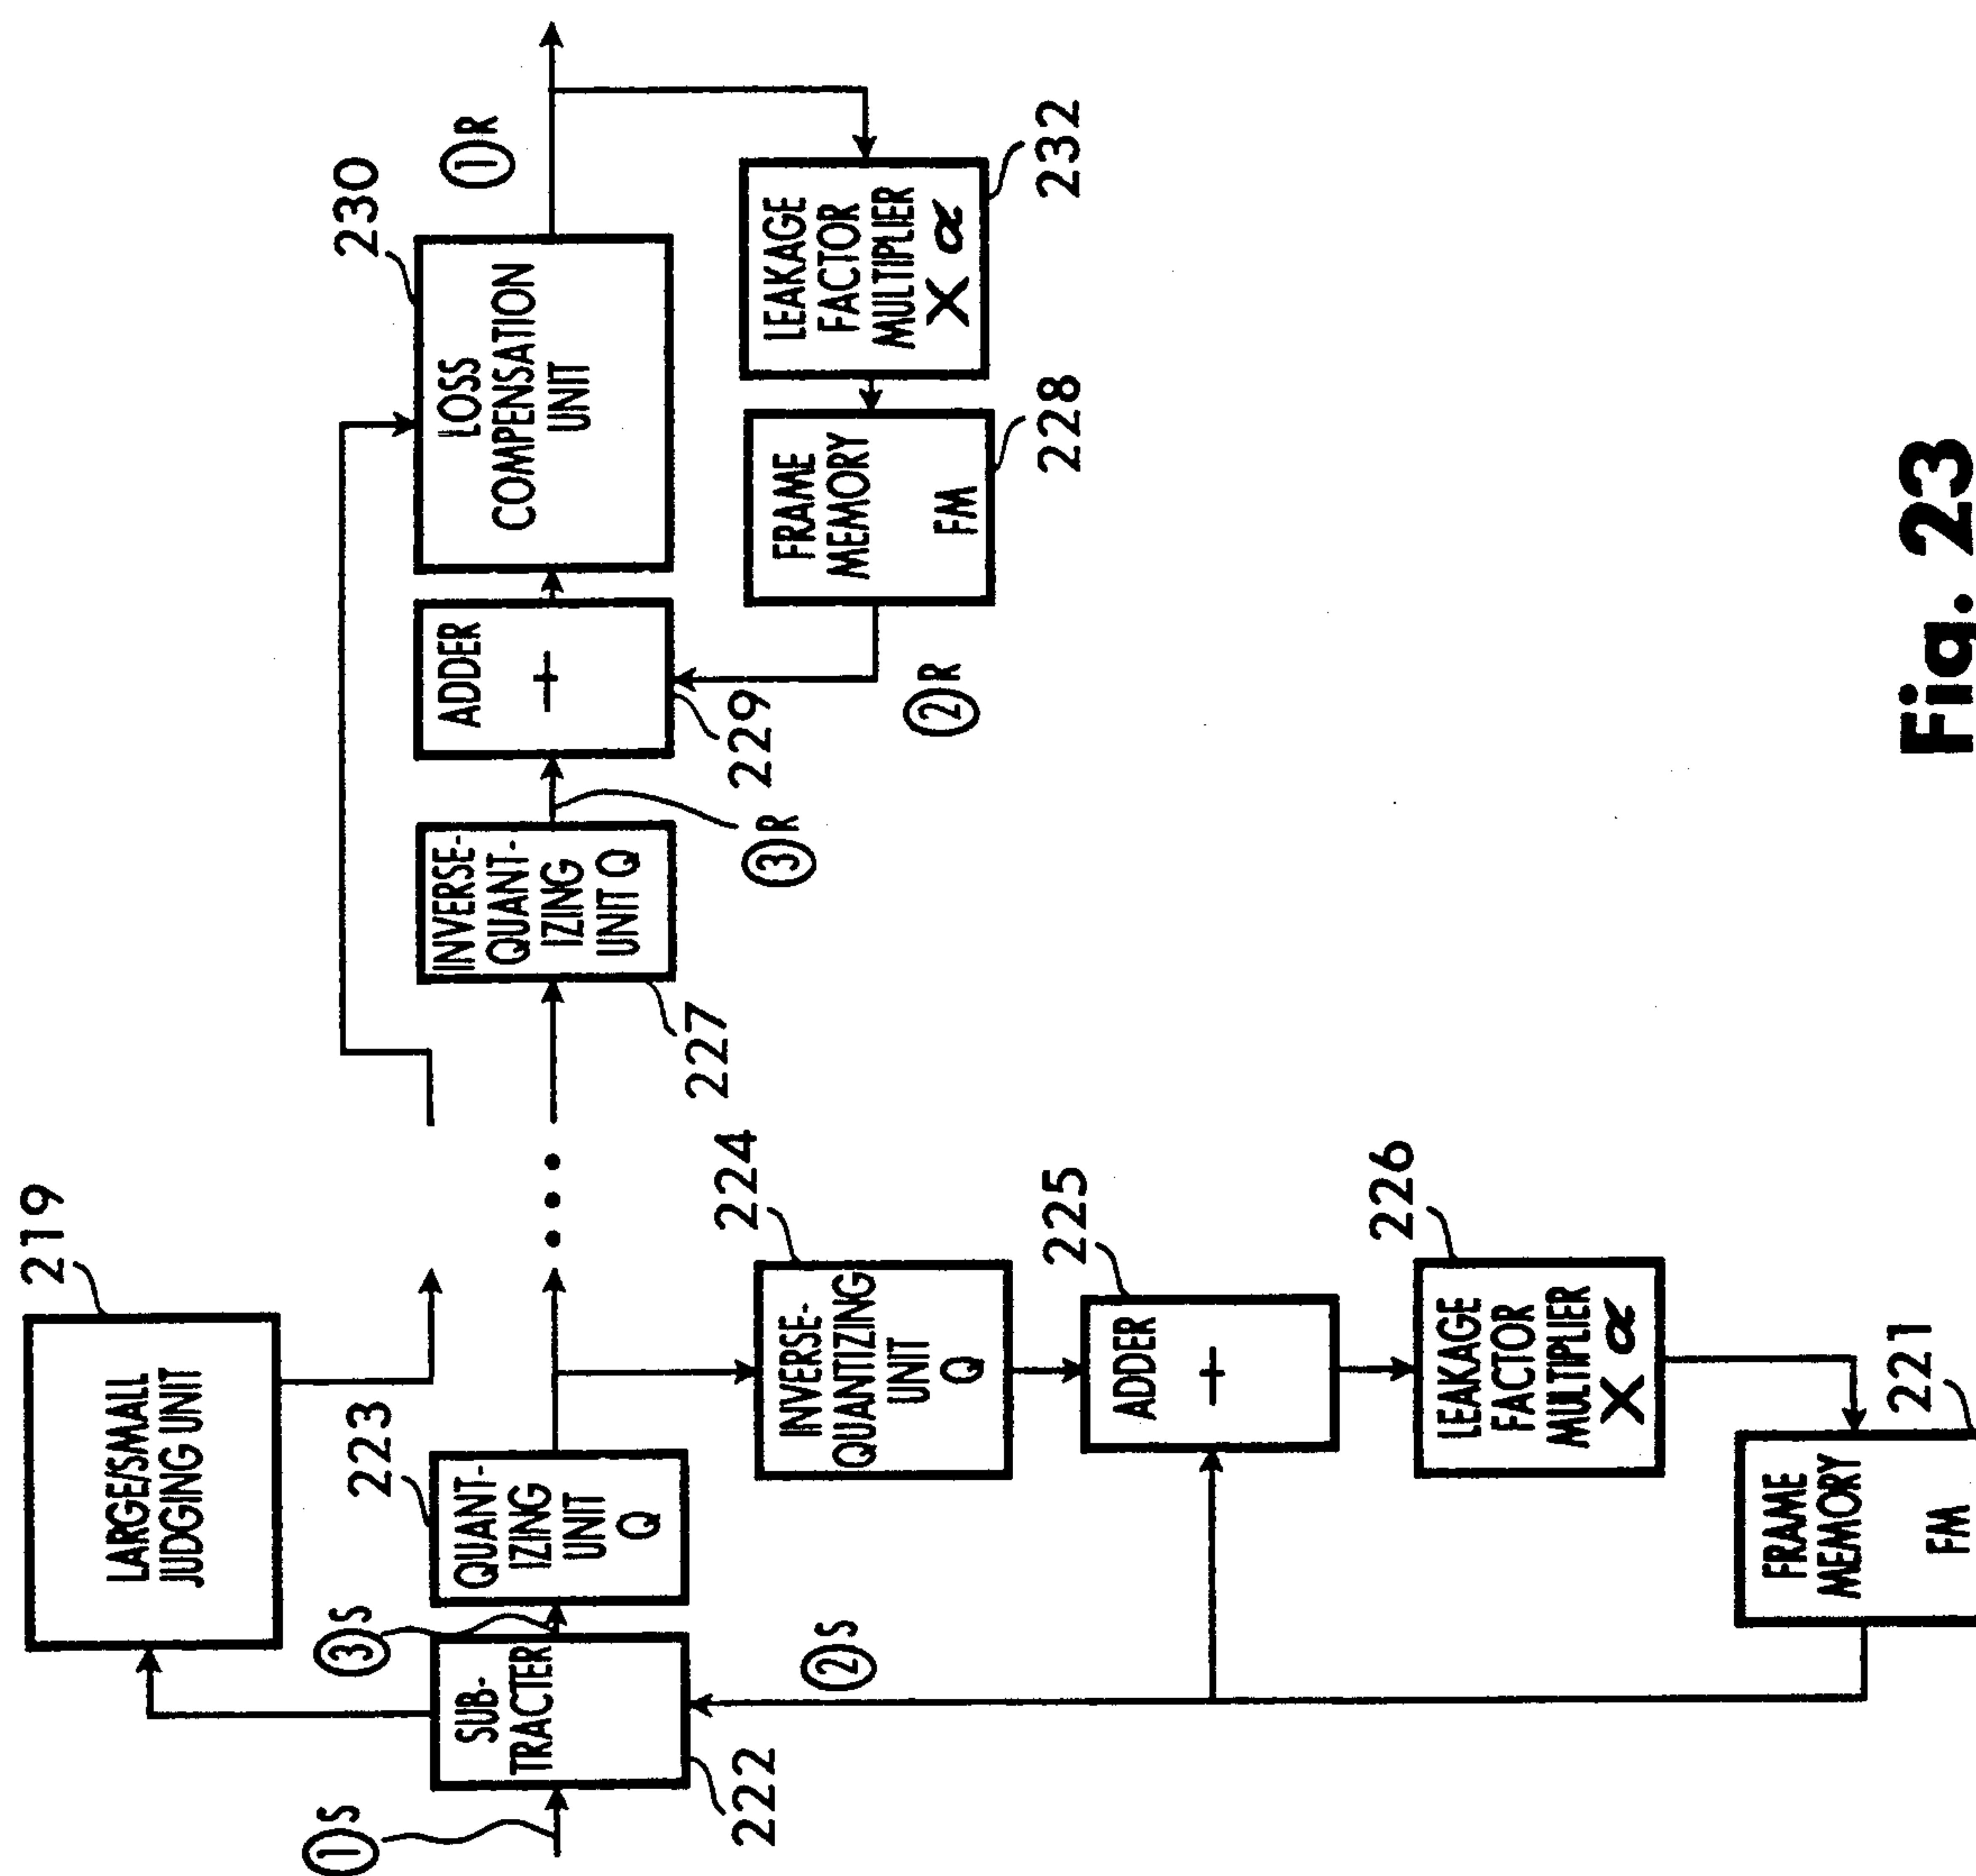 219
LARGE/SMALL
JUDGING UNIT
230
①R
LOSS
COMPENSATION
UNIT
①S
SUB-
TRACTER
222
③S
223
QUANT-
IZING
UNIT
Q
INVERSE-
QUANT-
IZING
UNIT Q
227
③R
ADDER
+
229
②R
LEAKAGE
FACTOR
MULTIPLIER
X α
232
FRAME
MEMORY
FM
228
②S
224
INVERSE-
QUANTIZING
UNIT
Q
225
ADDER
+
226
LEAKAGE
FACTOR
MULTIPLIER
X α
221
FRAME
MEMORY
FM
Fig. 23